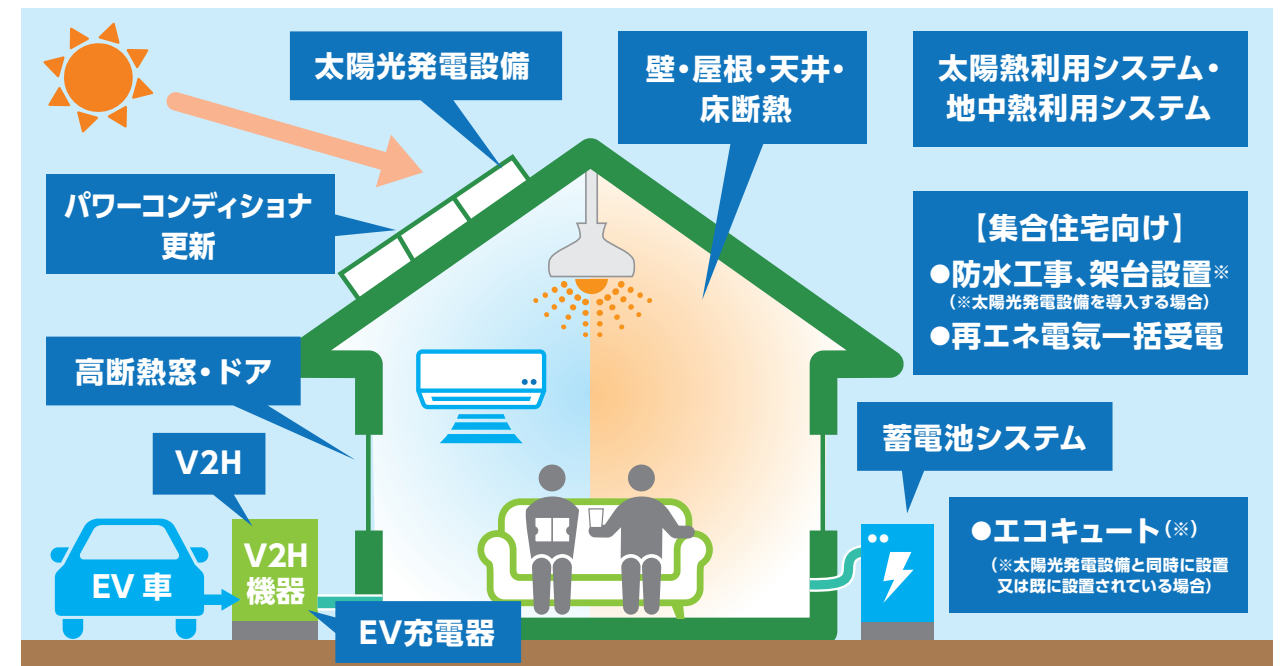 太陽光発電設備
壁・屋根・天井・
床断熱
太陽熱利用システム・
地中熱利用システム
パワーコンディショナ
更新
【集合住宅向け】
●防水工事、架台設置※
(※太陽光発電設備を導入する場合)
●再エネ電気一括受電
高断熱窓・ドア
蓄電池システム
V2H
●エコキュート(※)
(※太陽光発電設備と同時に設置
又は既に設置されている場合)
EV車
V2H
機器
EV充電器